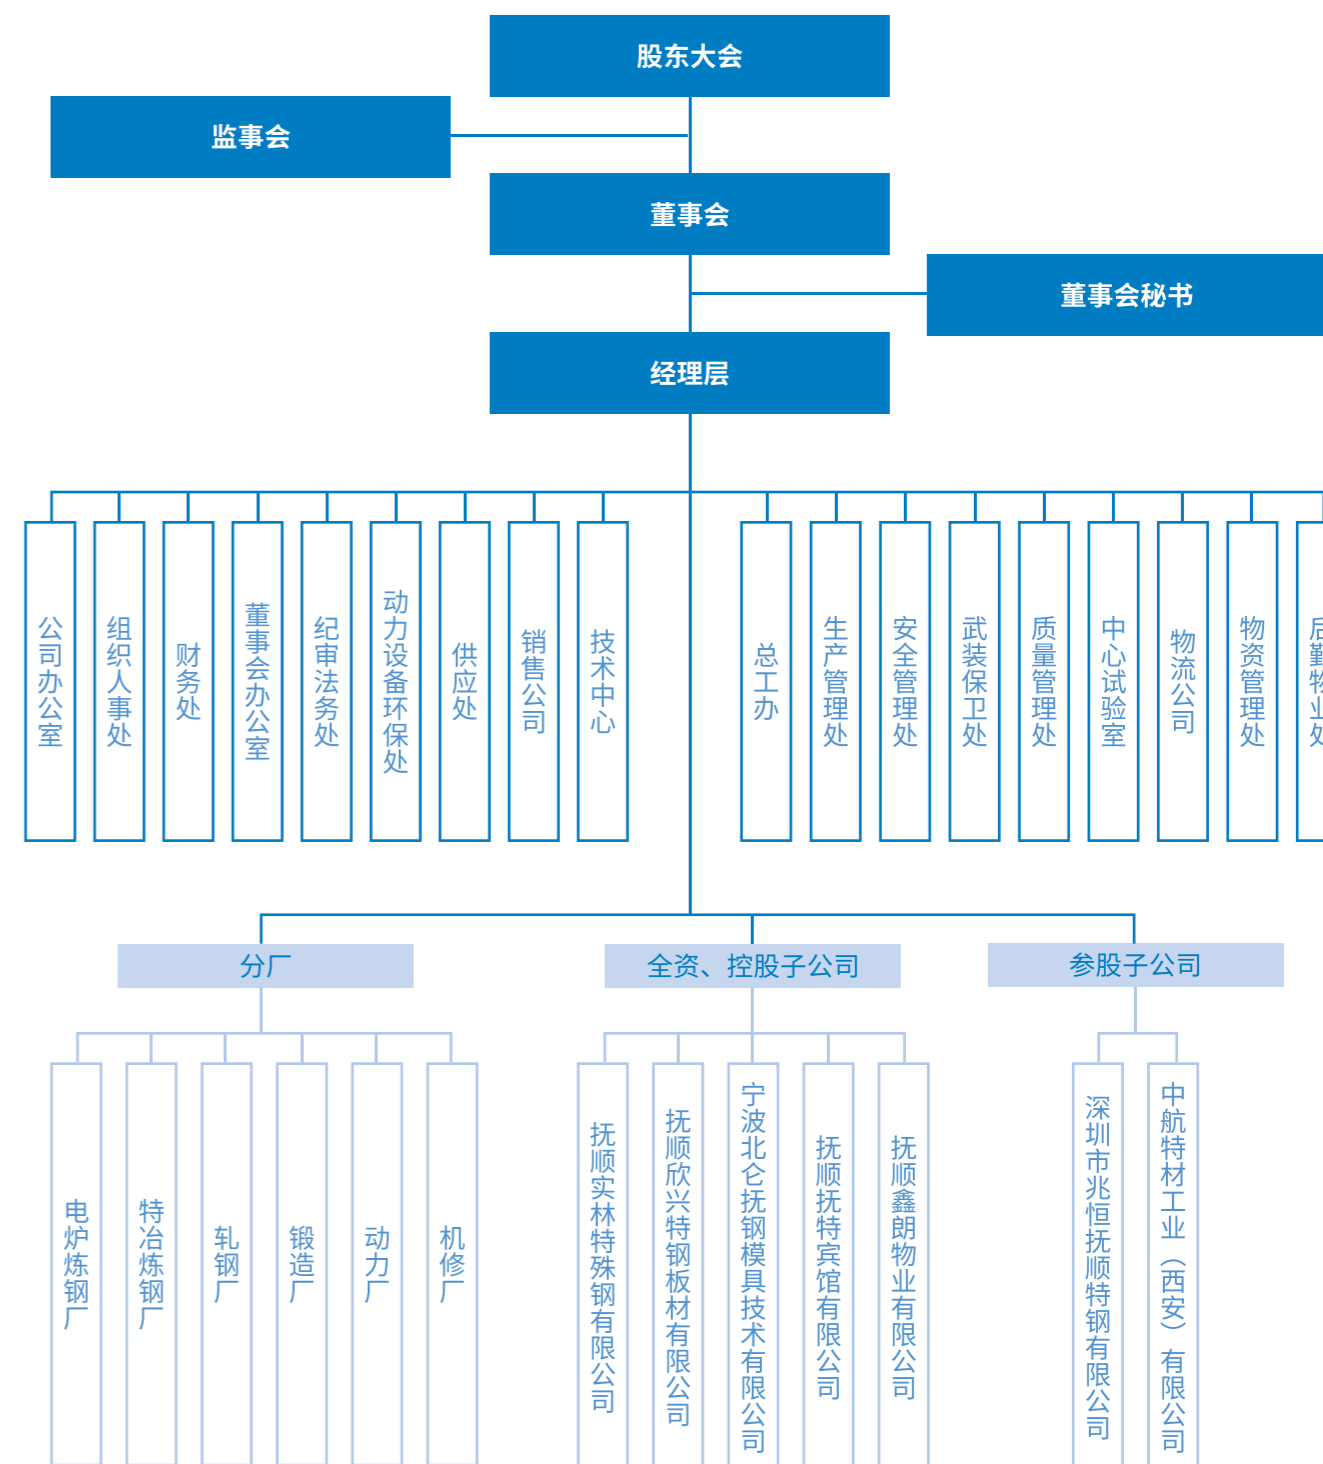 股东大会
监事会
董事会
董事会秘书
经理层
公司办公室
组织人事处
财务处
董事会办公室
纪审法务处
动力设备环保处
供应处
销售公司
技术中心
总工办
生产管理处
安全管理处
武装保卫处
质量管理处
中心试验室
物流公司
物资管理处
后勤物业处
分厂
全资、控股子公司
参股子公司
电炉炼钢厂
特冶炼钢厂
轧钢厂
锻造厂
动力厂
机修厂
抚顺实林特殊钢有限公司
抚顺欣兴特钢板材有限公司
宁波北仑抚钢模具技术有限公司
抚顺抚特宾馆有限公司
抚顺鑫朗物业有限公司
深圳市兆恒抚顺特钢有限公司
中航特材工业（西安）有限公司